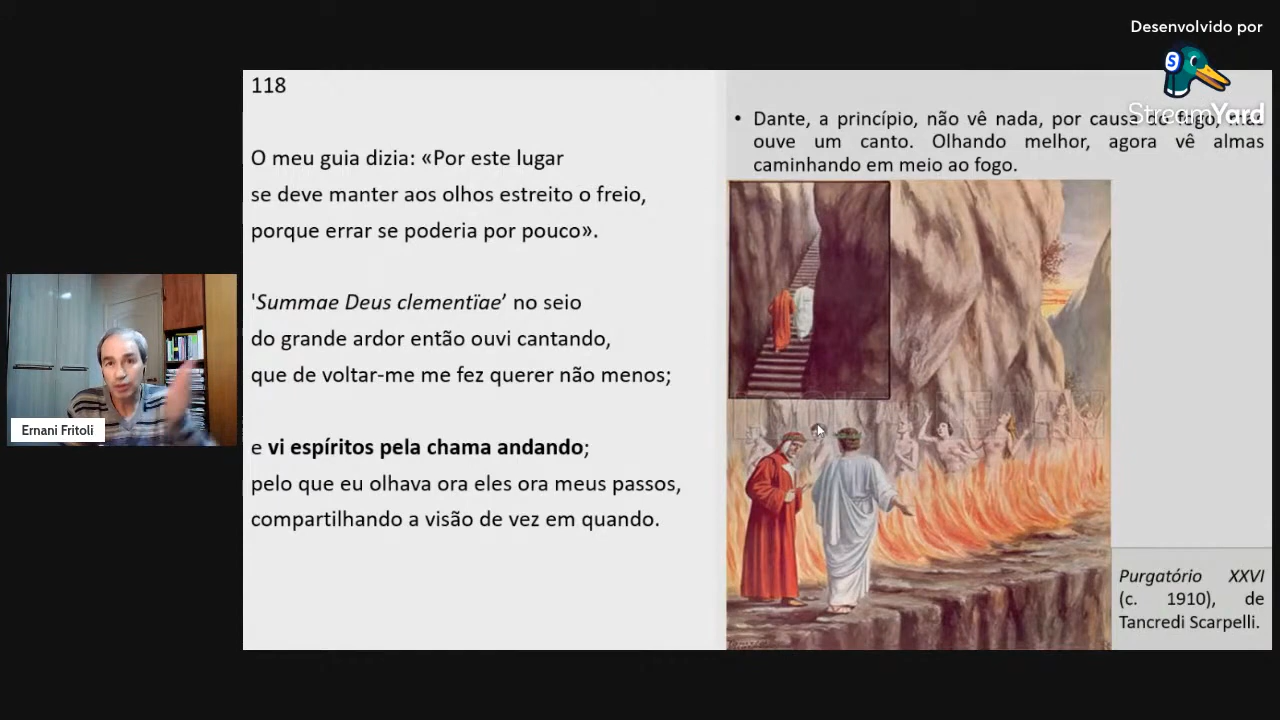 Desenvolvido por
S
StreamYard
118
O meu guia dizia: «Por este lugar
se deve manter aos olhos estreito o freio,
porque errar se poderia por pouco».
'Summae Deus clementïae’ no seio
do grande ardor então ouvi cantando,
que de voltar-me me fez querer não menos;
e vi espíritos pela chama andando;
pelo que eu olhava ora eles ora meus passos,
compartilhando a visão de vez em quando.
• Dante, a princípio, não vê nada, por causa do fogo, mas
ouve um canto. Olhando melhor, agora vê almas
caminhando em meio ao fogo.
Purgatório XXVI
(c. 1910), de
Tancredi Scarpelli.
Ernani Fritoli